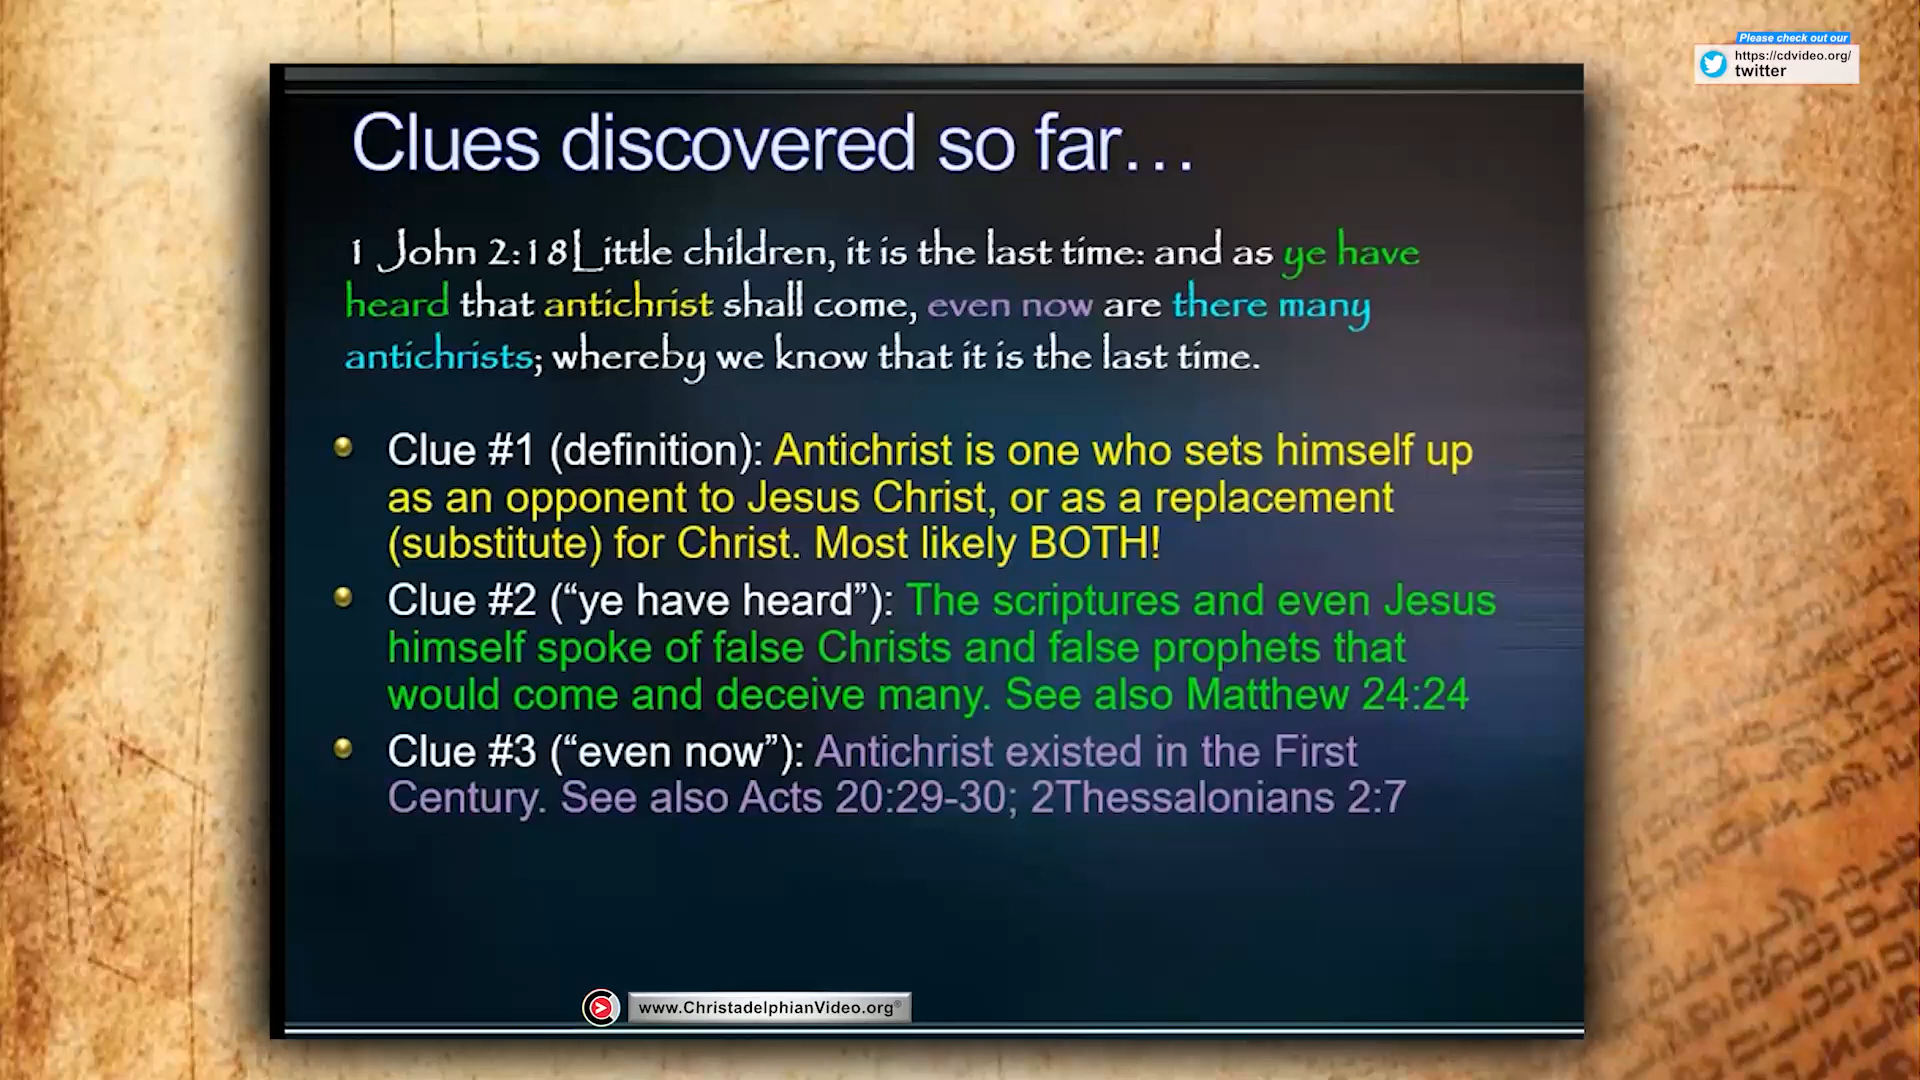 Please check out our
https://cdvideo.org/
twitter
Clues discovered so far…
1 John 2:18 Little children, it is the last time: and as ye have
heard that antichrist shall come, even now are there many
antichrists; whereby we know that it is the last time.
Clue #1 (definition): Antichrist is one who sets himself up
as an opponent to Jesus Christ, or as a replacement
(substitute) for Christ. Most likely BOTH!
Clue #2 (“ye have heard”): The scriptures and even Jesus
himself spoke of false Christs and false prophets that
would come and deceive many. See also Matthew 24:24
Clue #3 (“even now”): Antichrist existed in the First
Century. See also Acts 20:29-30; 2Thessalonians 2:7
www.ChristadelphianVideo.org®